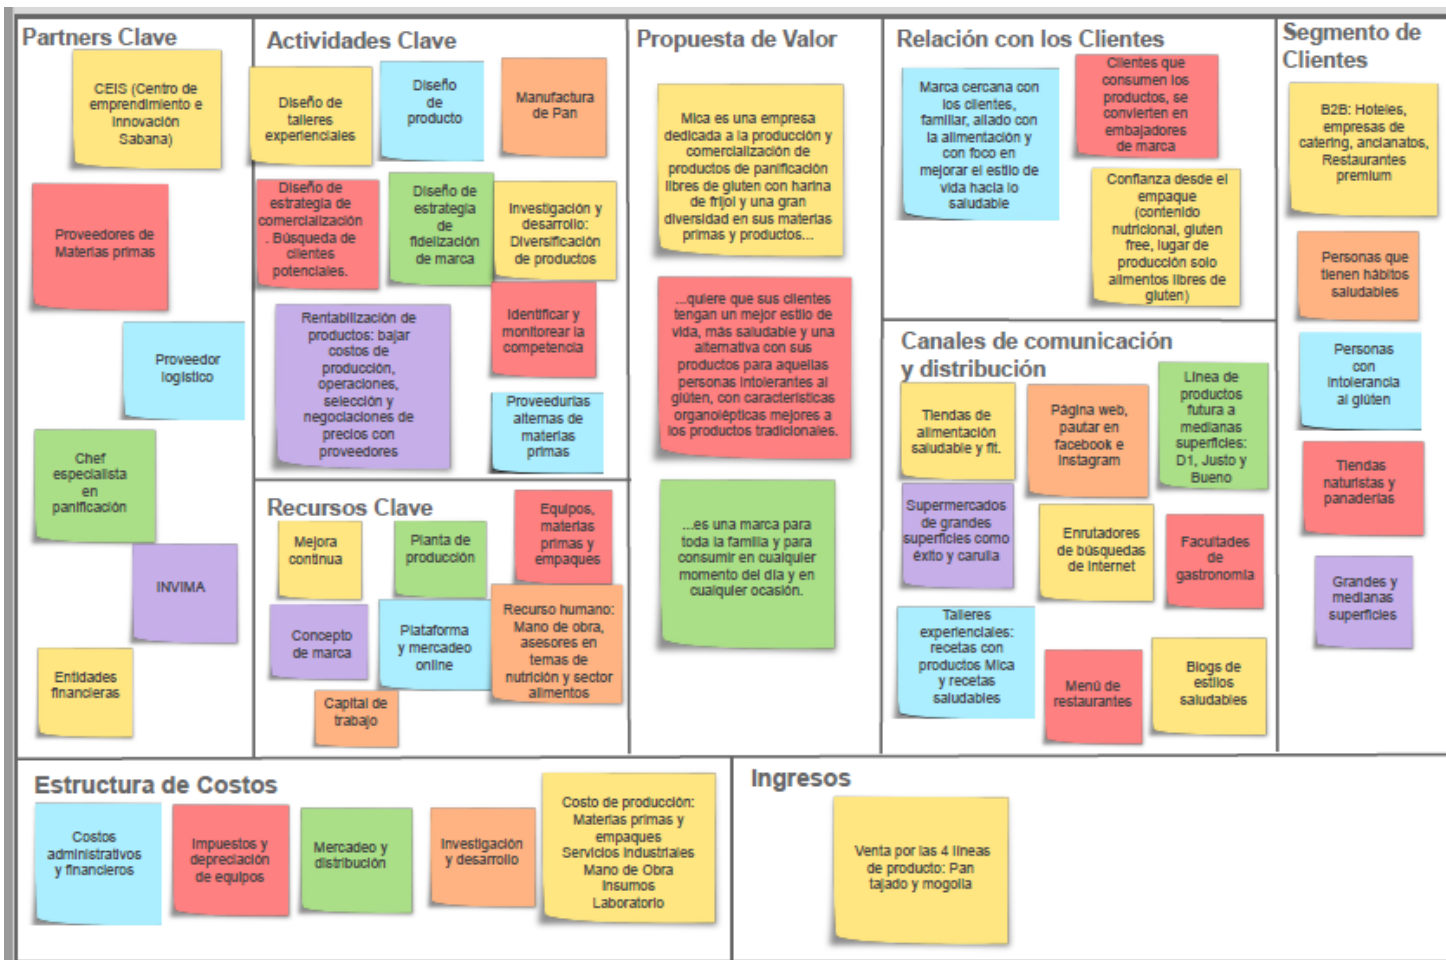 Partners Clave
CEIS (Centro de
emprendimiento e
Innovación
Sabana)
Proveedores de
Materias primas
Proveedor
logístico
Chef
especialista
en
panificación
INVIMA
Entidades
financieras
Actividades Clave
Diseño de
talleres
experienciales
Diseño
de
producto
Manufactura
de Pan
Diseño de
estrategia de
comercialización
. Búsqueda de
clientes
potenciales.
Diseño de
estrategia
de
fidelización
de marca
Investigación y
desarrollo:
Diversificación
de productos
Rentabilización de
productos: bajar
costos de
producción,
operaciones,
selección y
negociaciones de
precios con
proveedores
Identificar y
monitorear la
competencia
Proveedurías
alternas de
materias
primas
Recursos Clave
Mejora
continua
Planta de
producción
Equipos,
materias
primas y
empaques
Concepto
de marca
Plataforma
y mercadeo
online
Recurso humano:
Mano de obra,
asesores en
temas de
nutrición y sector
alimentos
Capital de
trabajo
Propuesta de Valor
Mica es una empresa
dedicada a la producción y
comercialización de
productos de panificación
libres de gluten con harina
de frijol y una gran
diversidad en sus materias
primas y productos...
...quiere que sus clientes
tengan un mejor estilo de
vida, más saludable y una
alternativa con sus
productos para aquellas
personas intolerantes al
glúten, con características
organolépticas mejores a
los productos tradicionales.
...es una marca para
toda la familia y para
consumir en cualquier
momento del día y en
cualquier ocasión.
Relación con los Clientes
Marca cercana con
los clientes,
familiar, aliado con
la alimentación y
con foco en
mejorar el estilo de
vida hacia lo
saludable
Clientes que
consumen los
productos, se
convierten en
embajadores
de marca
Confianza desde el
empaque
(contenido
nutricional, gluten
free, lugar de
producción solo
alimentos libres de
gluten)
Canales de comunicación
y distribución
Tiendas de
alimentación
saludable y fit.
Página web,
pautar en
facebook e
instagram
Línea de
productos
futura a
medianas
superficies:
D1, Justo y
Bueno
Supermercados
de grandes
superficies como
éxito y carulla
Enrutadores
de búsquedas
de internet
Facultades
de
gastronomía
Talleres
experienciales:
recetas con
productos Mica
y recetas
saludables
Menú de
restaurantes
Blogs de
estilos
saludables
Segmento de
Clientes
B2B: Hoteles,
empresas de
catering, ancianatos,
Restaurantes
premium
Personas que
tienen hábitos
saludables
Personas
con
intolerancia
al glúten
Tiendas
naturistas y
panaderías
Grandes y
medianas
superficies
Estructura de Costos
Costos
administrativos
y financieros
Impuestos y
depreciación
de equipos
Mercadeo y
distribución
Investigación
y desarrollo
Costo de producción:
Materias primas y
empaques
Servicios industriales
Mano de Obra
Insumos
Laboratorio
Ingresos
Venta por las 4 líneas
de producto: Pan
tajado y mogolla